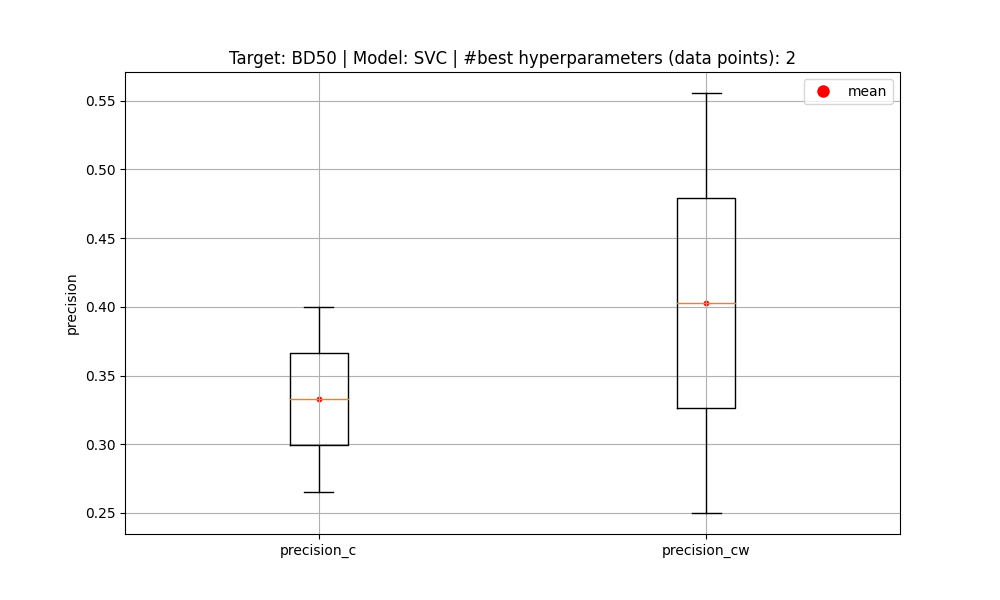 Target: BD50 | Model: SVC | #best hyperparameters (data points): 2
mean
0.55
0.50
0.45
0.40
0.35
0.30
0.25
precision
precision_c
precision_cw